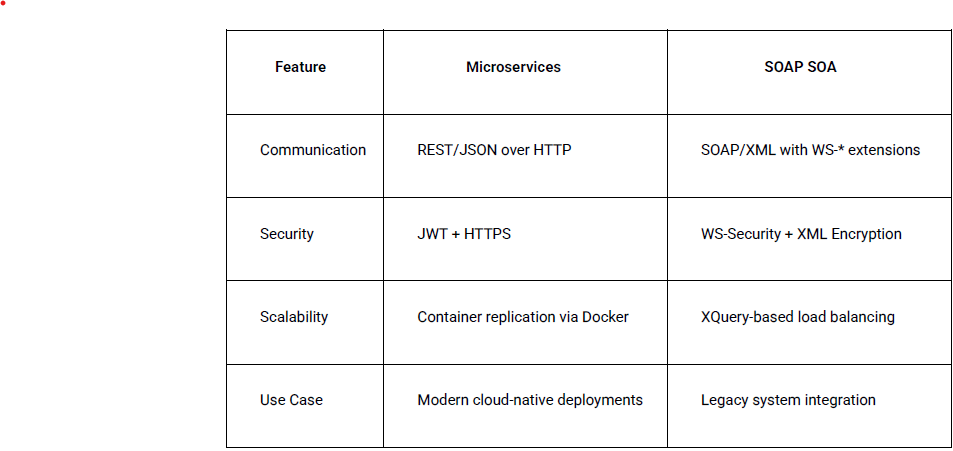 Feature Microservices SOAP SOA
Communication REST/JSON over HTTP SOAP/XML with WS-* extensions
Security JWT + HTTPS WS-Security + XML Encryption
Scalability Container replication via Docker XQuery-based load balancing
Use Case Modern cloud-native deployments Legacy system integration